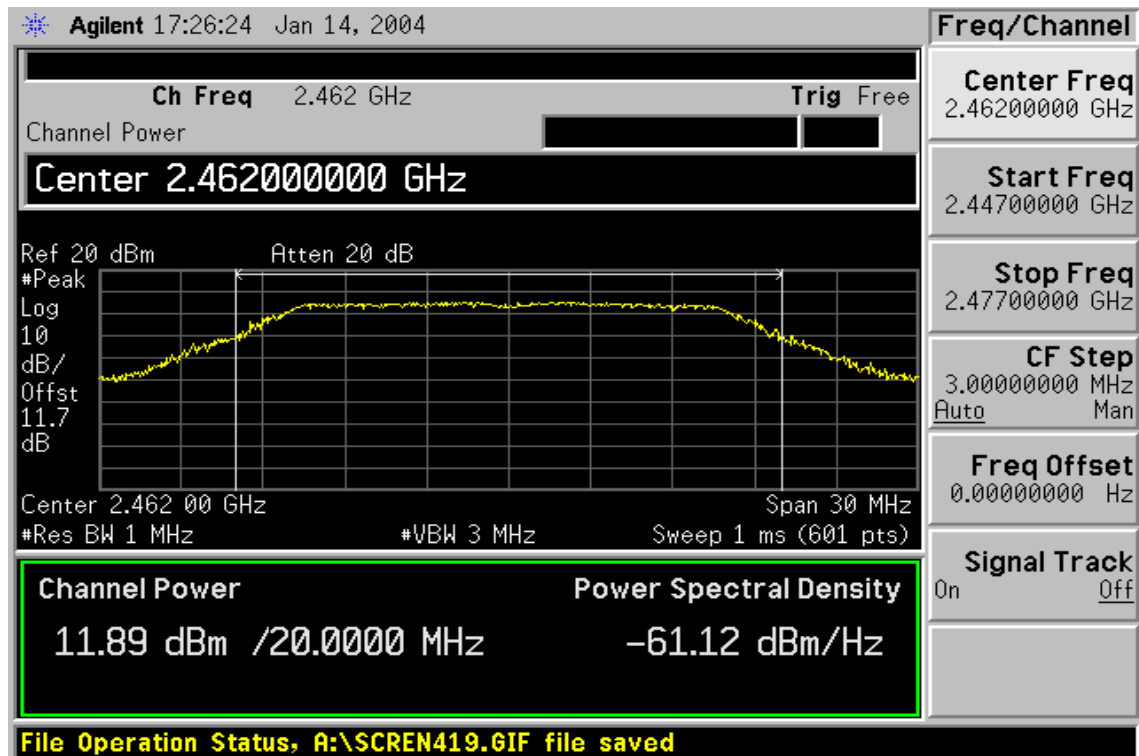 Agilent 17:26:24 Jan 14, 2004
Ch Freq 2.462 GHz Trig Free
Channel Power
Center 2.462000000 GHz
Ref 20 dBm Atten 20 dB
#Peak
Log
10
dB/
Offst
11.7
dB
Center 2.462 00 GHz Span 30 MHz
#Res BW 1 MHz #VBW 3 MHz Sweep 1 ms (601 pts)
Channel Power Power Spectral Density
11.89 dBm /20.0000 MHz -61.12 dBm/Hz
File Operation Status, A:\SCREN419.GIF file saved
Freq/Channel
Center Freq
2.46200000 GHz
Start Freq
2.44700000 GHz
Stop Freq
2.47700000 GHz
CF Step
3.00000000 MHz
Auto Man
Freq Offset
0.00000000 Hz
Signal Track
On Off